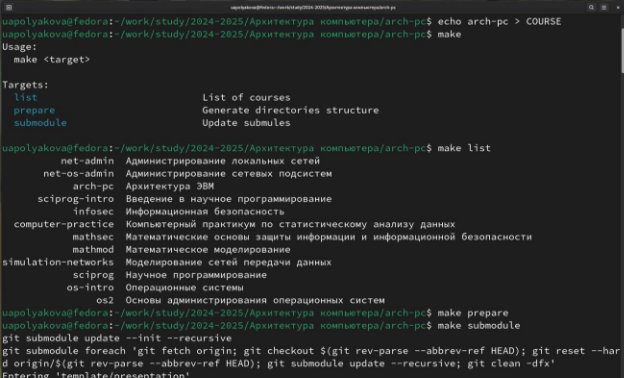 uapolyakova@fedora:~/work/study/2024-2025/Архитектура компьютера/arch-pc
uapolyakova@fedora:~/work/study/2024-2025/Архитектура компьютера/arch-pc$ echo arch-pc > COURSE
uapolyakova@fedora:~/work/study/2024-2025/Архитектура компьютера/arch-pc$ make
Usage:
  make <target>

Targets:
  list                          List of courses
  prepare                       Generate directories structure
  submodule                     Update submules

uapolyakova@fedora:~/work/study/2024-2025/Архитектура компьютера/arch-pc$ make list
          net-admin  Администрирование локальных сетей
       net-os-admin  Администрирование сетевых подсистем
            arch-pc  Архитектура ЭВМ
      sciprog-intro  Введение в научное программирование
            infosec  Информационная безопасность
  computer-practice  Компьютерный практикум по статистическому анализу данных
            mathsec  Математические основы защиты информации и информационной безопасности
            mathmod  Математическое моделирование
simulation-networks  Моделирование сетей передачи данных
            sciprog  Научное программирование
           os-intro  Операционные системы
                os2  Основы администрирования операционных систем
uapolyakova@fedora:~/work/study/2024-2025/Архитектура компьютера/arch-pc$ make prepare
uapolyakova@fedora:~/work/study/2024-2025/Архитектура компьютера/arch-pc$ make submodule
git submodule update --init --recursive
git submodule foreach 'git fetch origin; git checkout $(git rev-parse --abbrev-ref HEAD); git reset --har
d origin/$(git rev-parse --abbrev-ref HEAD); git submodule update --recursive; git clean -dfx'
Entering 'template/presentation'